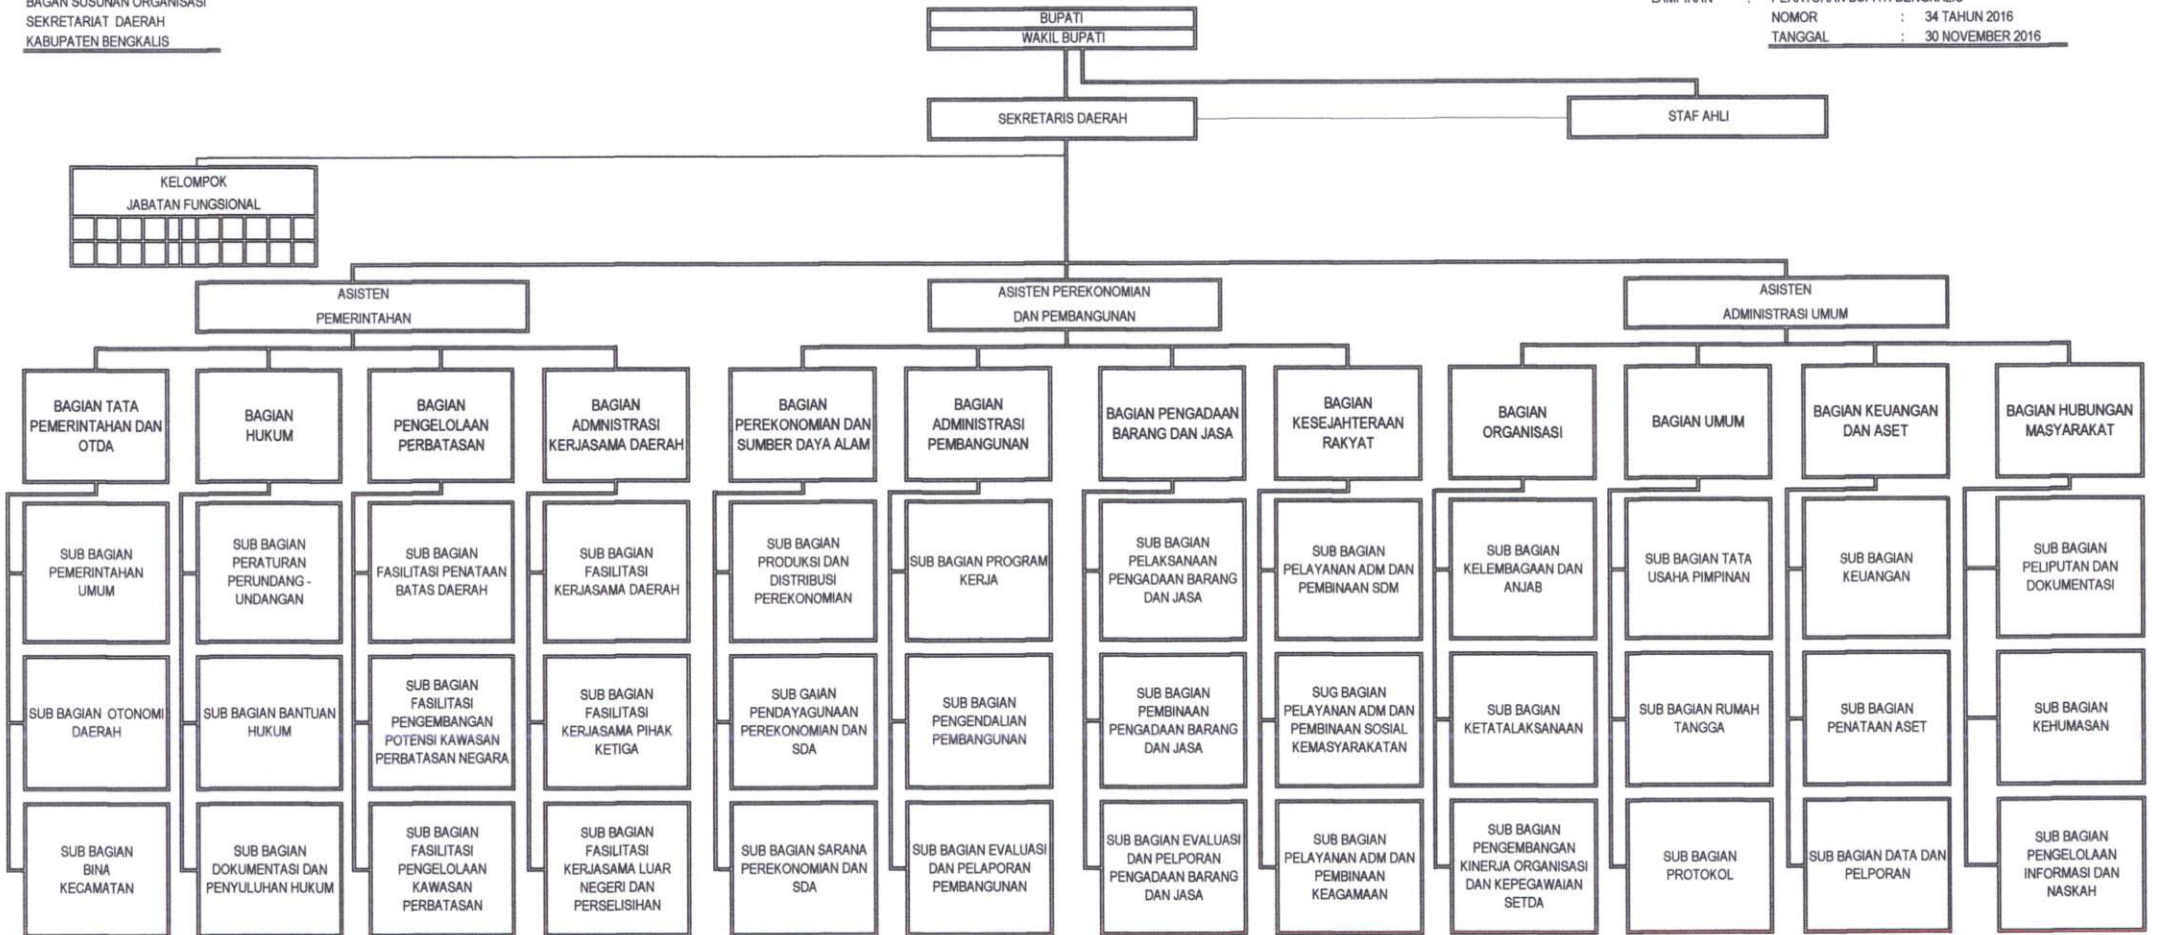 BAGAN SUSUNAN ORGANISASI
SEKRETARIAT DAERAH
KABUPATEN BENGKALIS
LAMPIRAN : PERATURAN BUPATI BENGKALIS
NOMOR : 34 TAHUN 2016
TANGGAL : 30 NOVEMBER 2016
BUPATI
WAKIL BUPATI
SEKRETARIS DAERAH
STAF AHLI
KELOMPOK
JABATAN FUNGSIONAL
ASISTEN
PEMERINTAHAN
ASISTEN PEREKONOMIAN
DAN PEMBANGUNAN
ASISTEN
ADMINISTRASI UMUM
BAGIAN TATA
PEMERINTAHAN DAN
OTDA
BAGIAN
HUKUM
BAGIAN
PENGELOLAAN
PERBATASAN
BAGIAN
ADMNISTRASI
KERJASAMA DAERAH
BAGIAN
PEREKONOMIAN DAN
SUMBER DAYA ALAM
BAGIAN
ADMINISTRASI
PEMBANGUNAN
BAGIAN PENGADAAN
BARANG DAN JASA
BAGIAN
KESEJAHTERAAN
RAKYAT
BAGIAN
ORGANISASI
BAGIAN UMUM
BAGIAN KEUANGAN
DAN ASET
BAGIAN HUBUNGAN
MASYARAKAT
SUB BAGIAN
PEMERINTAHAN
UMUM
SUB BAGIAN
PERATURAN
PERUNDANG -
UNDANGAN
SUB BAGIAN
FASILITASI PENATAAN
BATAS DAERAH
SUB BAGIAN
FASILITASI
KERJASAMA DAERAH
SUB BAGIAN
PRODUKSI DAN
DISTRIBUSI
PEREKONOMIAN
SUB BAGIAN PROGRAM
KERJA
SUB BAGIAN
PELAKSANAAN
PENGADAAN BARANG
DAN JASA
SUB BAGIAN
PELAYANAN ADM DAN
PEMBINAAN SDM
SUB BAGIAN
KELEMBAGAAN DAN
ANJAB
SUB BAGIAN TATA
USAHA PIMPINAN
SUB BAGIAN
KEUANGAN
SUB BAGIAN
PELIPUTAN DAN
DOKUMENTASI
SUB BAGIAN OTONOMI
DAERAH
SUB BAGIAN BANTUAN
HUKUM
SUB BAGIAN
FASILITASI
PENGEMBANGAN
POTENSI KAWASAN
PERBATASAN NEGARA
SUB BAGIAN
FASILITASI
KERJASAMA PIHAK
KETIGA
SUB GAIAN
PENDAYAGUNAAN
PEREKONOMIAN DAN
SDA
SUB BAGIAN
PENGENDALIAN
PEMBANGUNAN
SUB BAGIAN
PEMBINAAN
PENGADAAN BARANG
DAN JASA
SUG BAGIAN
PELAYANAN ADM DAN
PEMBINAAN SOSIAL
KEMASYARAKATAN
SUB BAGIAN
KETATALAKSANAAN
SUB BAGIAN RUMAH
TANGGA
SUB BAGIAN
PENATAAN ASET
SUB BAGIAN
KEHUMASAN
SUB BAGIAN
BINA
KECAMATAN
SUB BAGIAN
DOKUMENTASI DAN
PENYULUHAN HUKUM
SUB BAGIAN
FASILITASI
PENGELOLAAN
KAWASAN
PERBATASAN
SUB BAGIAN
FASILITASI
KERJASAMA LUAR
NEGERI DAN
PERSELISIHAN
SUB BAGIAN SARANA
PEREKONOMIAN DAN
SDA
SUB BAGIAN EVALUASI
DAN PELAPORAN
PEMBANGUNAN
SUB BAGIAN EVALUASI
DAN PELPORAN
PENGADAAN BARANG
DAN JASA
SUB BAGIAN
PELAYANAN ADM DAN
PEMBINAAN
KEAGAMAAN
SUB BAGIAN
PENGEMBANGAN
KINERJA ORGANISASI
DAN KEPEGAWAIAN
SETDA
SUB BAGIAN
PROTOKOL
SUB BAGIAN DATA DAN
PELPORAN
SUB BAGIAN
PENGELOLAAN
INFORMASI DAN
NASKAH